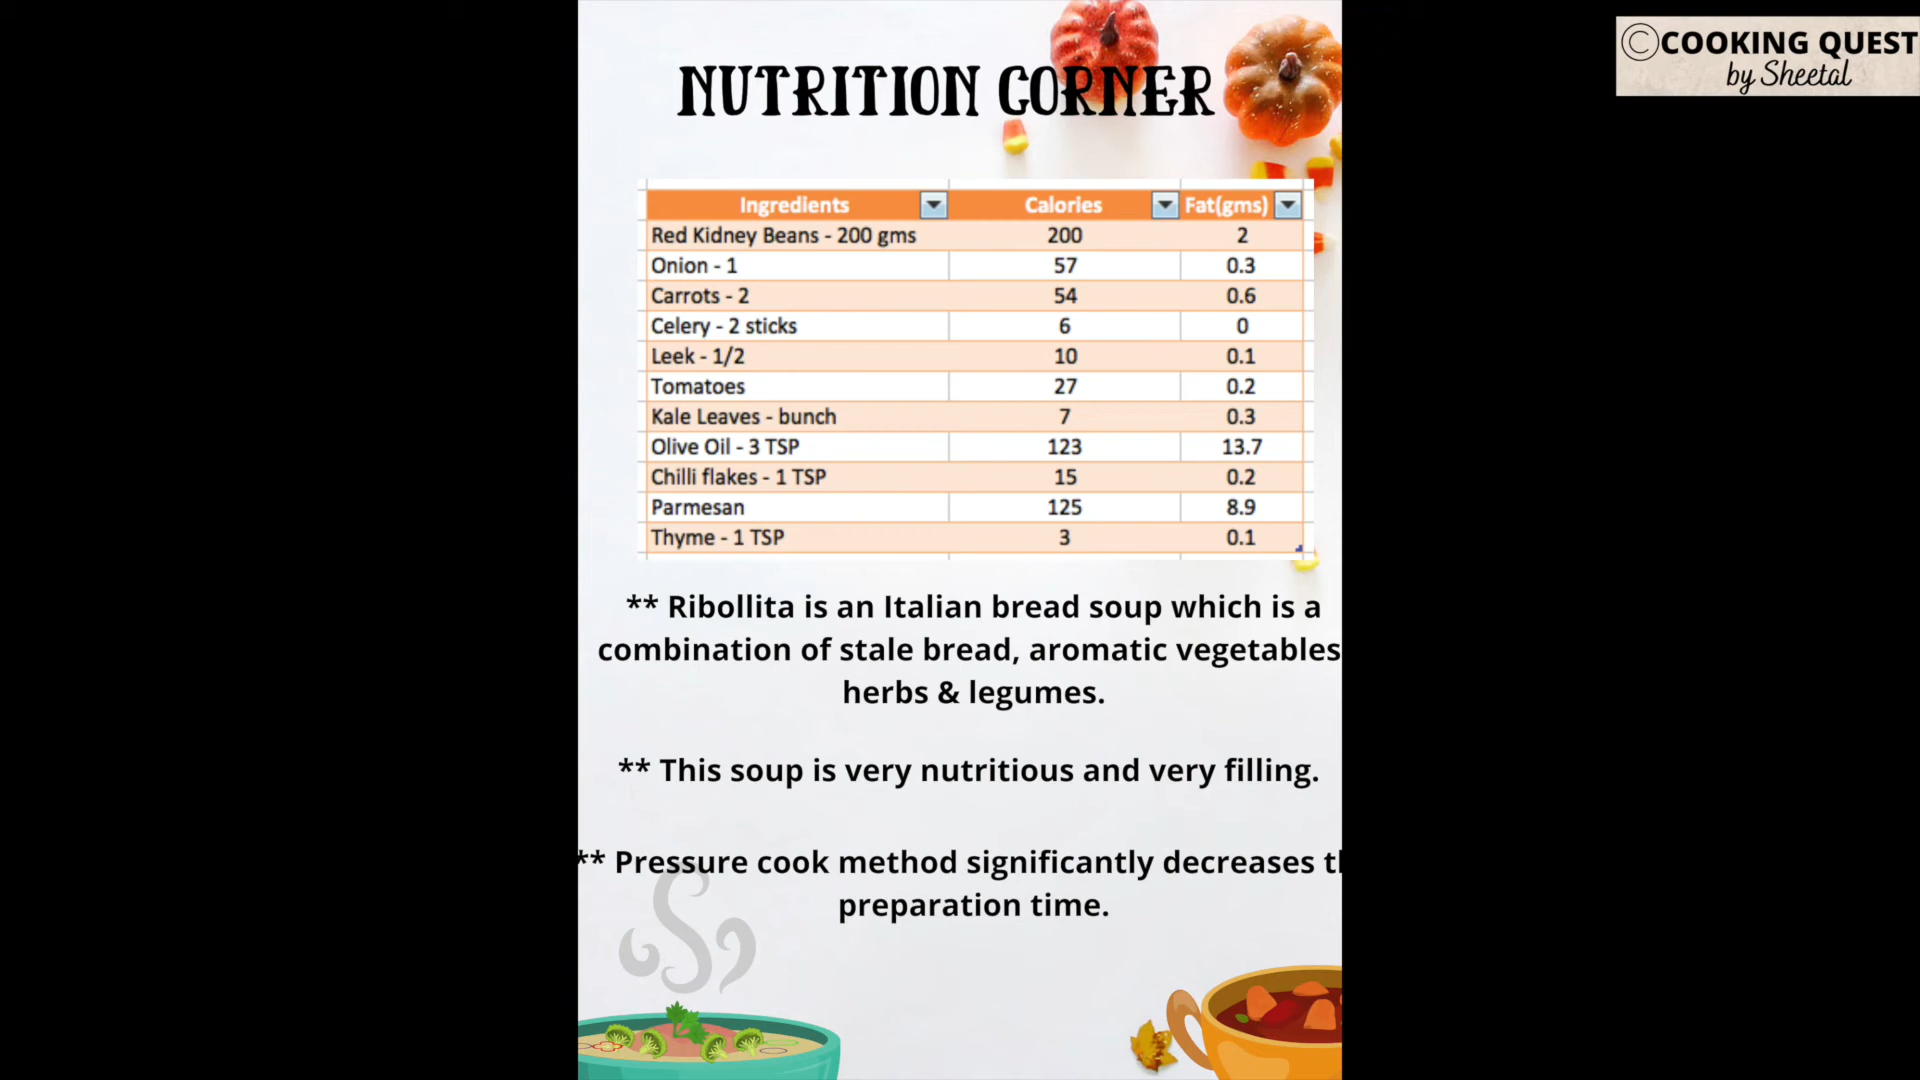 ©COOKING QUEST
by Sheetal
NUTRITION CORNER
Ingredients Calories Fat(gms)
Red Kidney Beans - 200 gms 200 2
Onion - 1 57 0.3
Carrots - 2 54 0.6
Celery - 2 sticks 6 0
Leek - 1/2 10 0.1
Tomatoes 27 0.2
Kale Leaves - bunch 7 0.3
Olive Oil - 3 TSP 123 13.7
Chilli flakes - 1 TSP 15 0.2
Parmesan 125 8.9
Thyme - 1 TSP 3 0.1
** Ribollita is an Italian bread soup which is a
combination of stale bread, aromatic vegetables
herbs & legumes.
** This soup is very nutritious and very filling.
** Pressure cook method significantly decreases
preparation time.